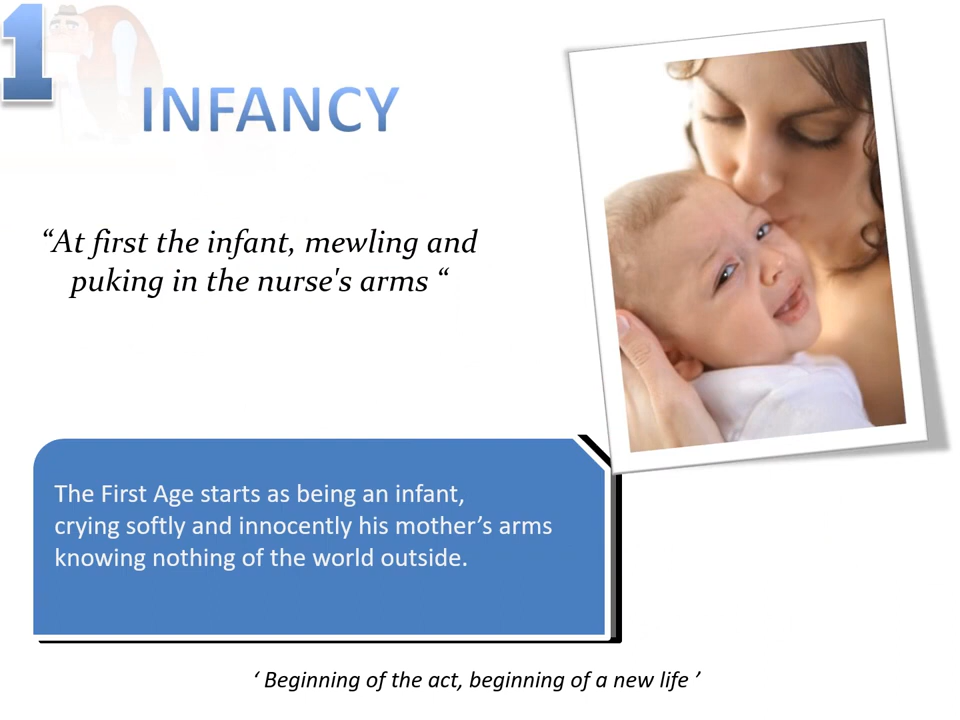 1
INFANCY
“At first the infant, mewling and
puking in the nurse's arms “
The First Age starts as being an infant,
crying softly and innocently his mother’s arms
knowing nothing of the world outside.
‘ Beginning of the act, beginning of a new life ’